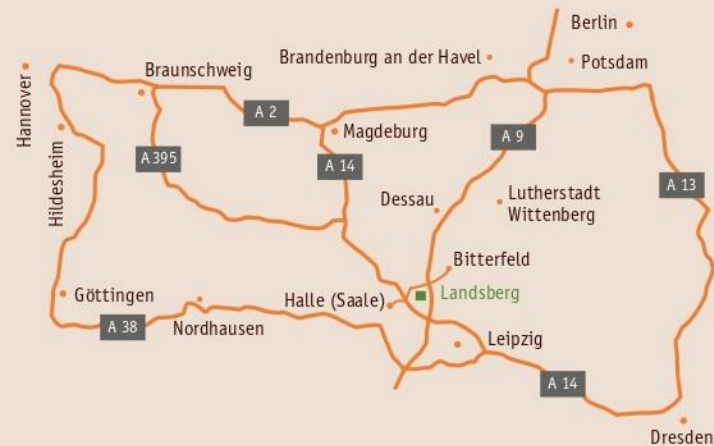 Berlin
Brandenburg an der Havel
Potsdam
Braunschweig
Hannover
A 2
Magdeburg
A 9
Hildesheim
A 395
A 14
A 13
Dessau
Lutherstadt
Wittenberg
Bitterfeld
Göttingen
Halle (Saale)
Landsberg
A 38
Nordhausen
Leipzig
A 14
Dresden